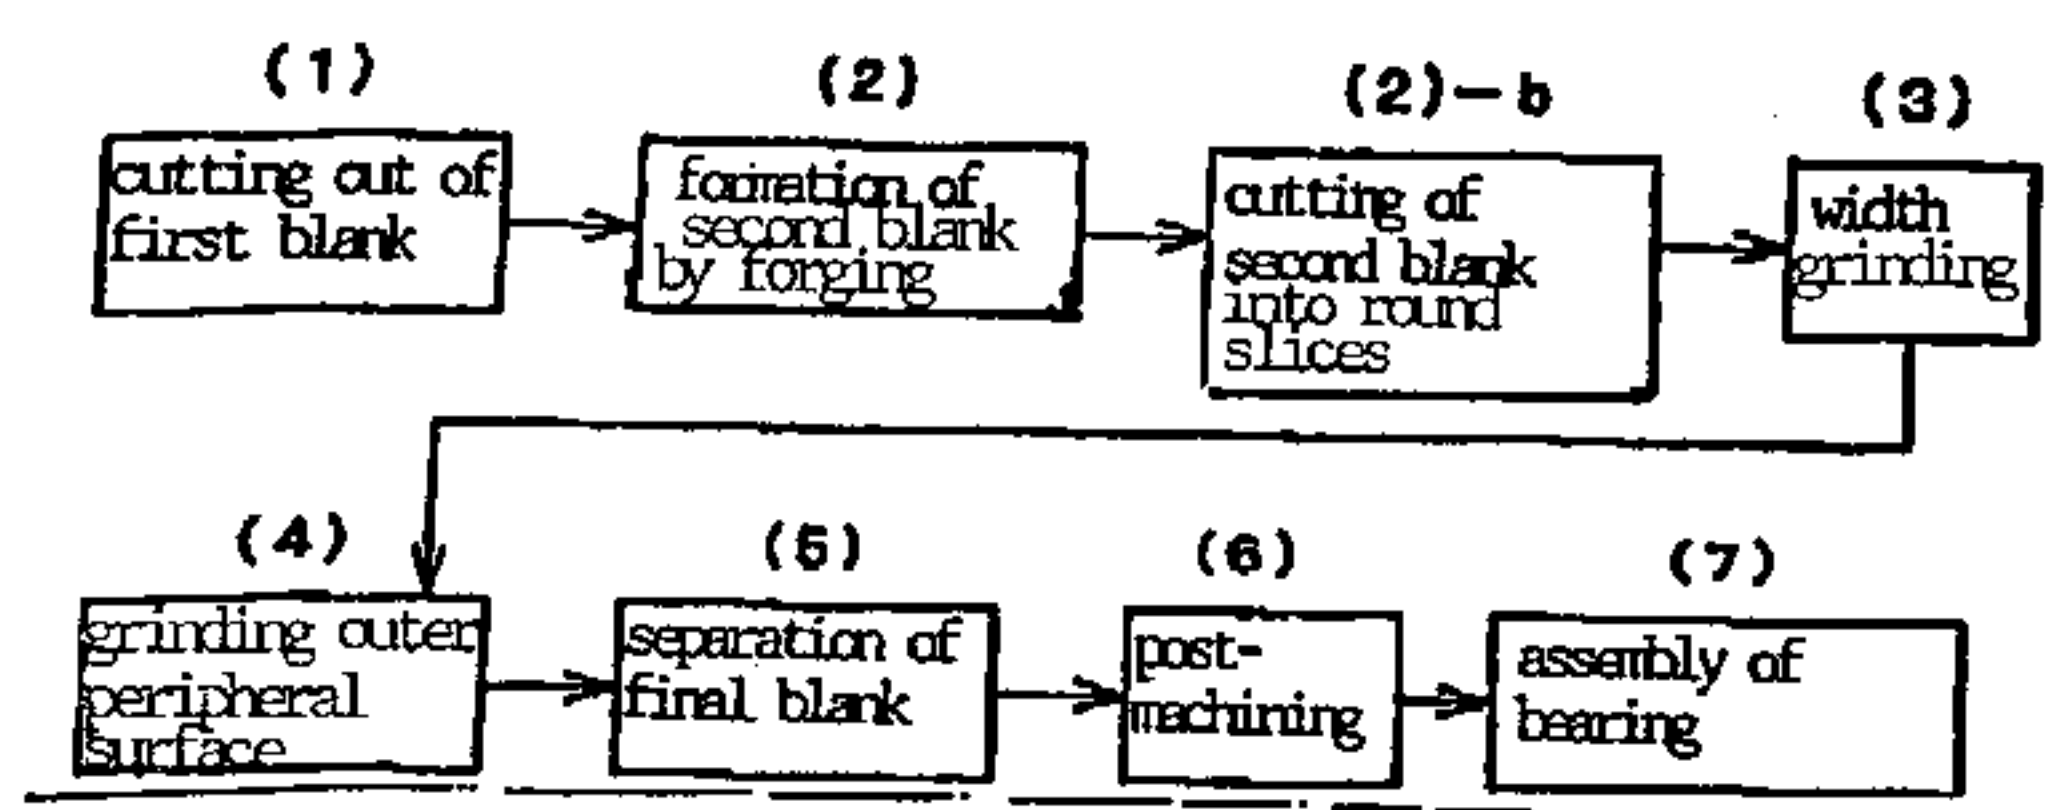 (1)
cutting out of
first blank
(2)
formation of
second blank
by forging
(2)-b
cutting of
second blank
into round
slices
(3)
width
grinding
(4)
grinding outer
peripheral
surface
(5)
separation of
final blank
(6)
post-
machining
(7)
assembly of
bearing